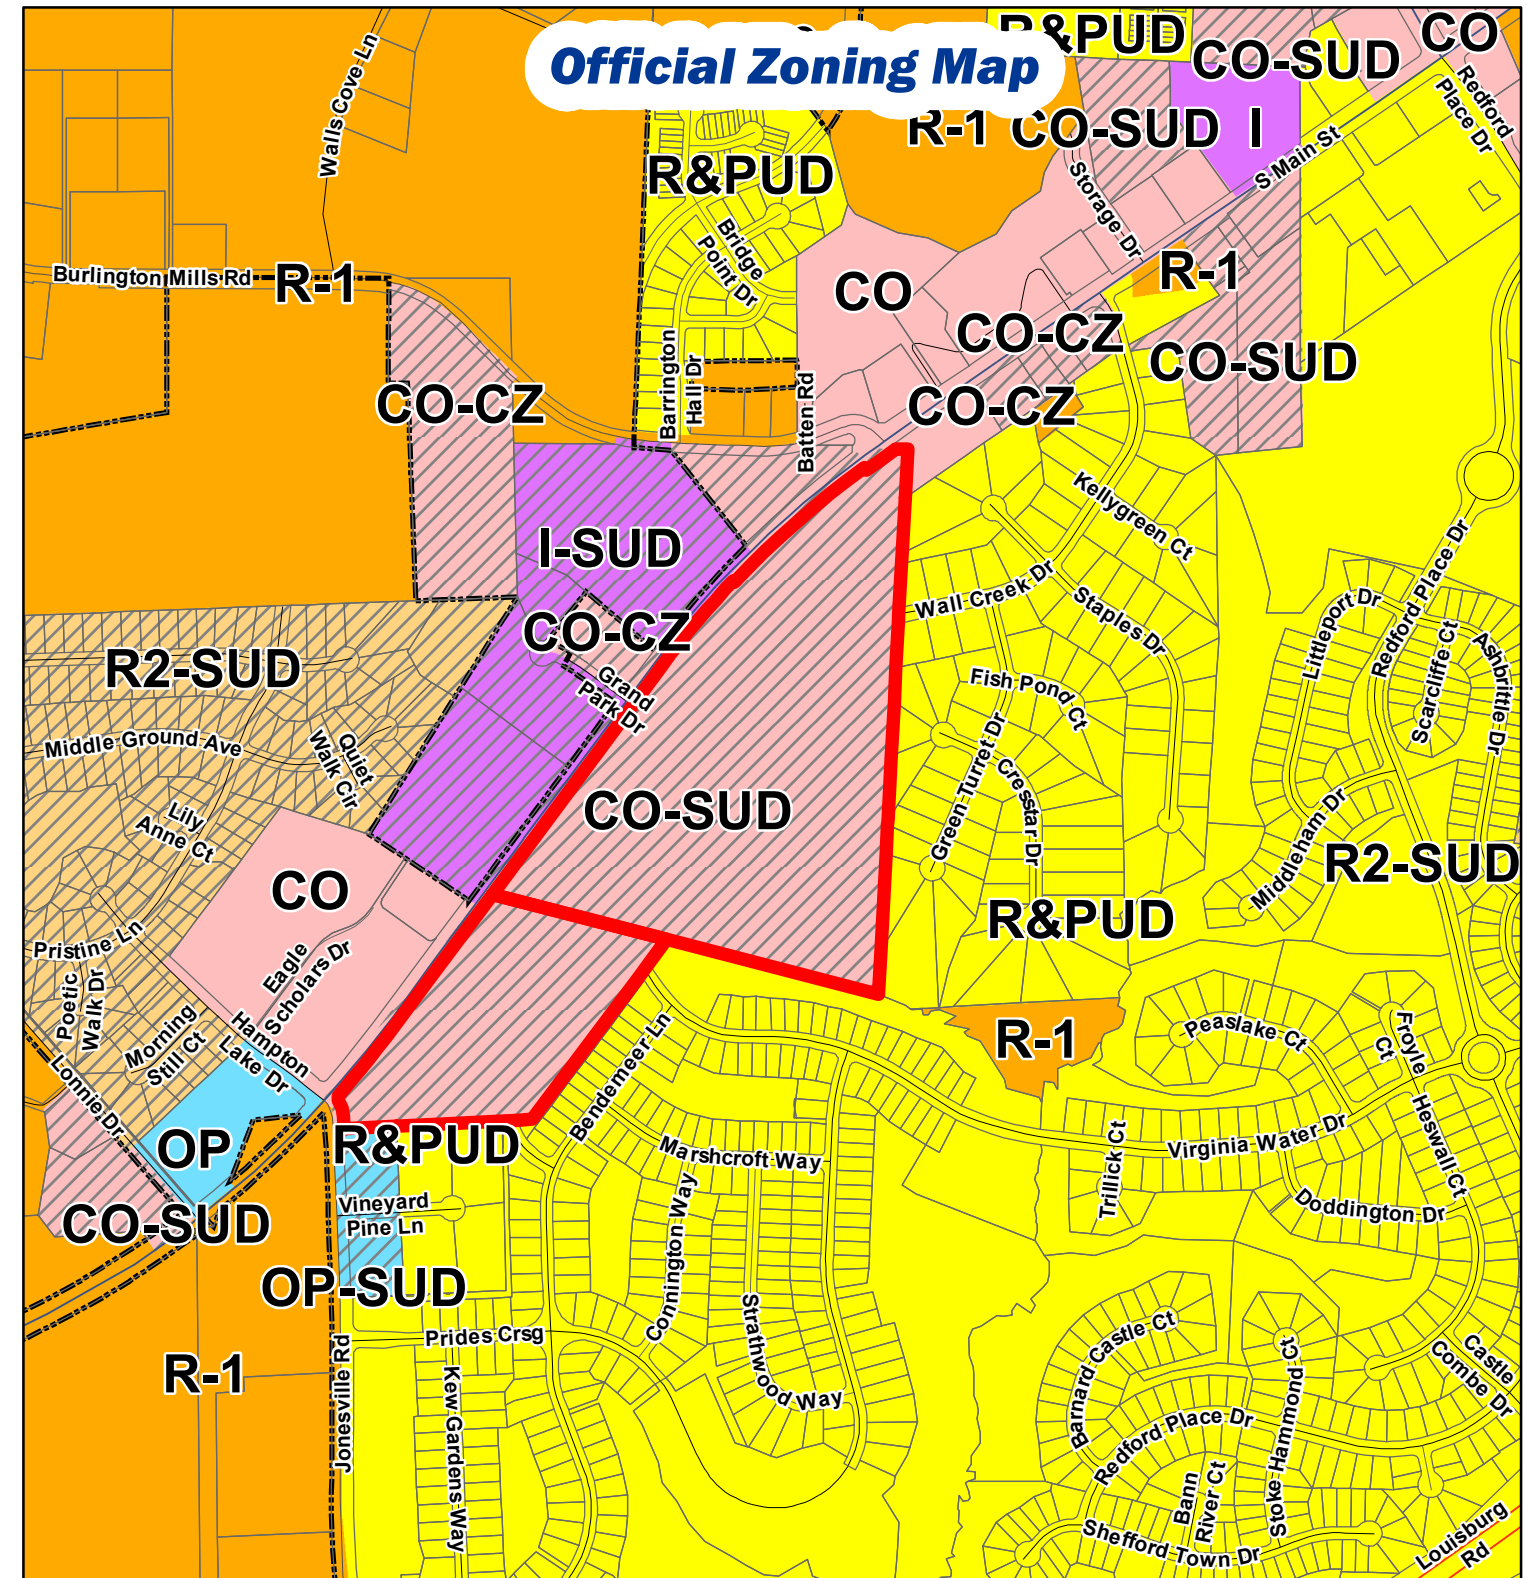 R&PUD
CO
Official Zoning Map
CO-SUD
Walls Cove Ln
Redford
Place Dr
R-1
CO-SUD
I
R&PUD
S Main St
Storage Dr
Bridge
Point Dr
Burlington Mills Rd
R-1
CO
R-1
CO-CZ
CO-SUD
Barrington
Hall Dr
CO-CZ
Batten Rd
CO-CZ
Kellygreen Ct
I-SUD
Redford Place Dr
Wall Creek Dr
Staples Dr
Littleport Dr
CO-CZ
Scarcliffe Ct
Ashbrittle Dr
R2-SUD
Grand
Park Dr
Fish Pond Ct
Middle Ground Ave
Quiet
Walk Cir
Green Turret Dr
Cresstar Dr
CO-SUD
Lily
Anne Ct
Middleham Dr
R2-SUD
CO
R&PUD
Pristine Ln
Eagle
Scholars Dr
Poetic
Walk Dr
Morning
Still Ct
Hampton
Lake Dr
R-1
Peaslake Ct
Froyle
Ct
Lonnie Dr
Bendemeer Ln
OP
R&PUD
Marshcroft Way
Virginia Water Dr
Heswall Ct
Trillick Ct
CO-SUD
Vineyard
Pine Ln
Connington Way
Doddington Dr
OP-SUD
Strathwood Way
Prides Crsg
Barnard Castle Ct
Castle
Combe Dr
R-1
Jonesville Rd
Kew Gardens Way
Stoke Hammond Ct
Redford Place Dr
Bann
River Ct
Shefford Town Dr
Louisburg
Rd